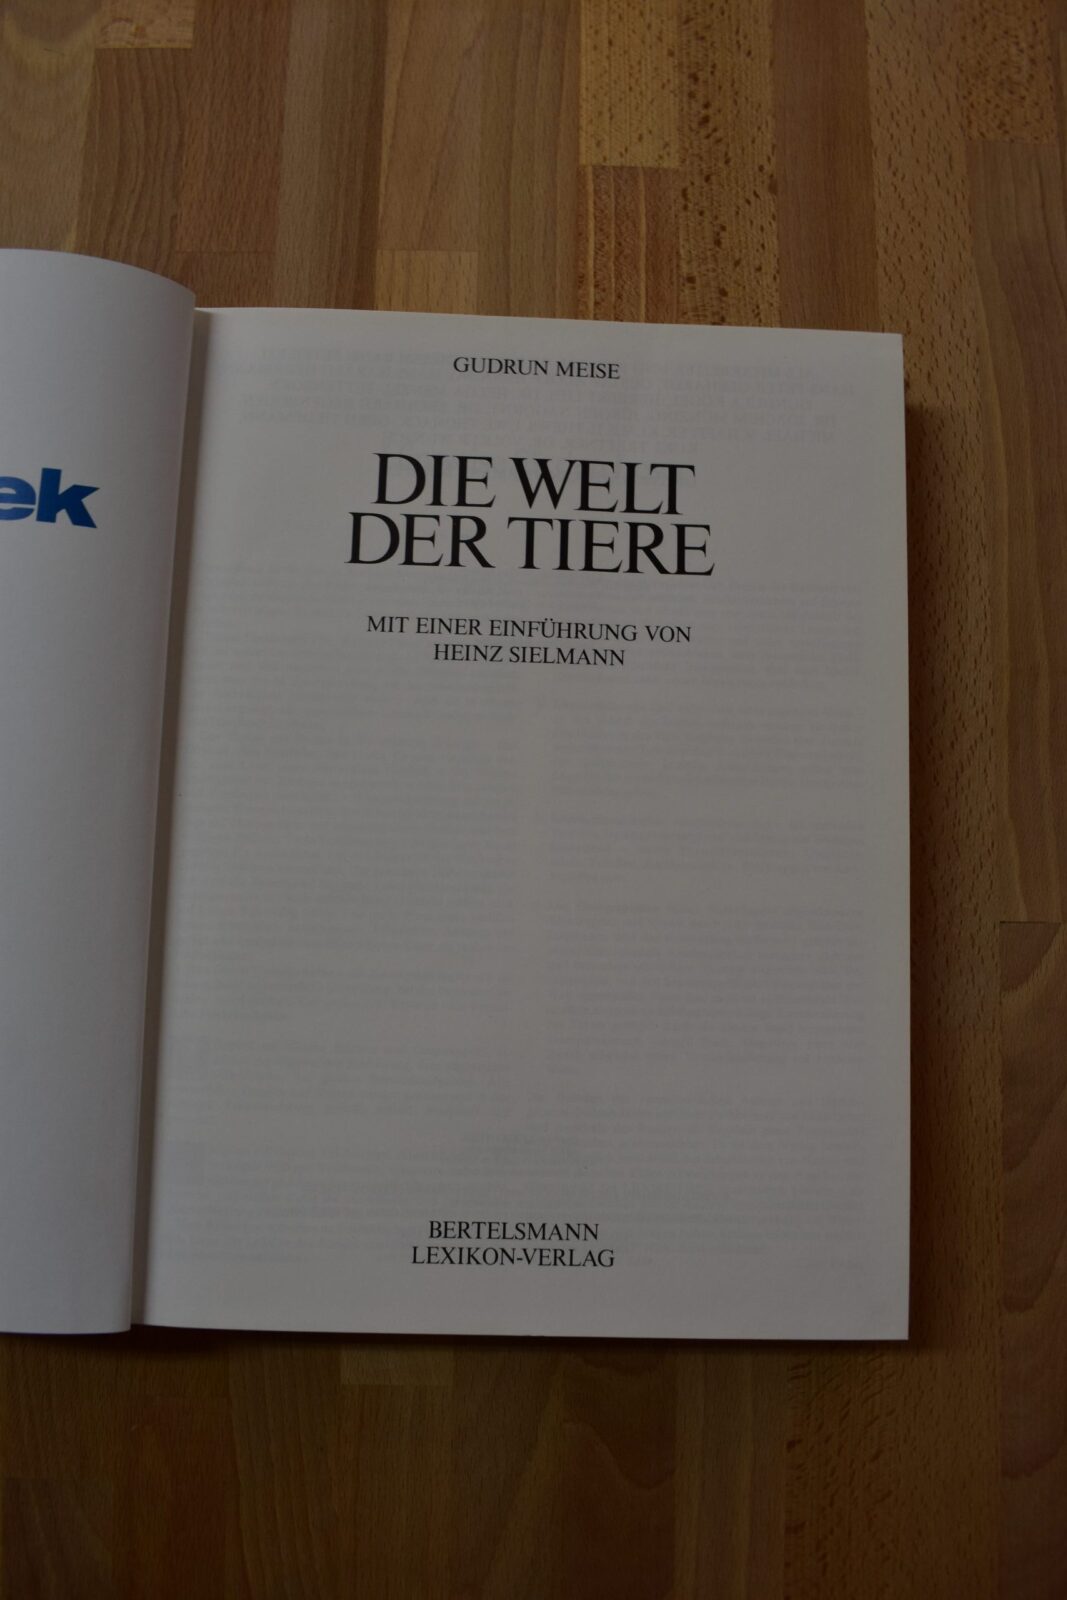 ek
GUDRUN MEISE
DIE WELT
DER TIERE
MIT EINER EINFÜHRUNG VON
HEINZ SIELMANN
BERTELSMANN
LEXIKON-VERLAG